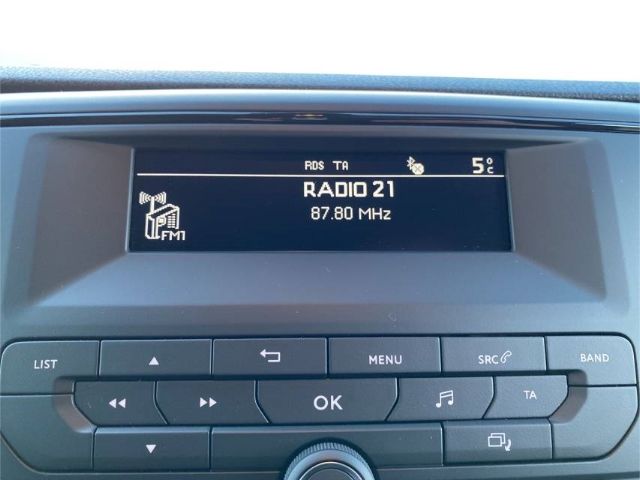 RDS TA 5°C
RADIO 21
87.80 MHz
FM1
LIST MENU SRC BAND
OK TA